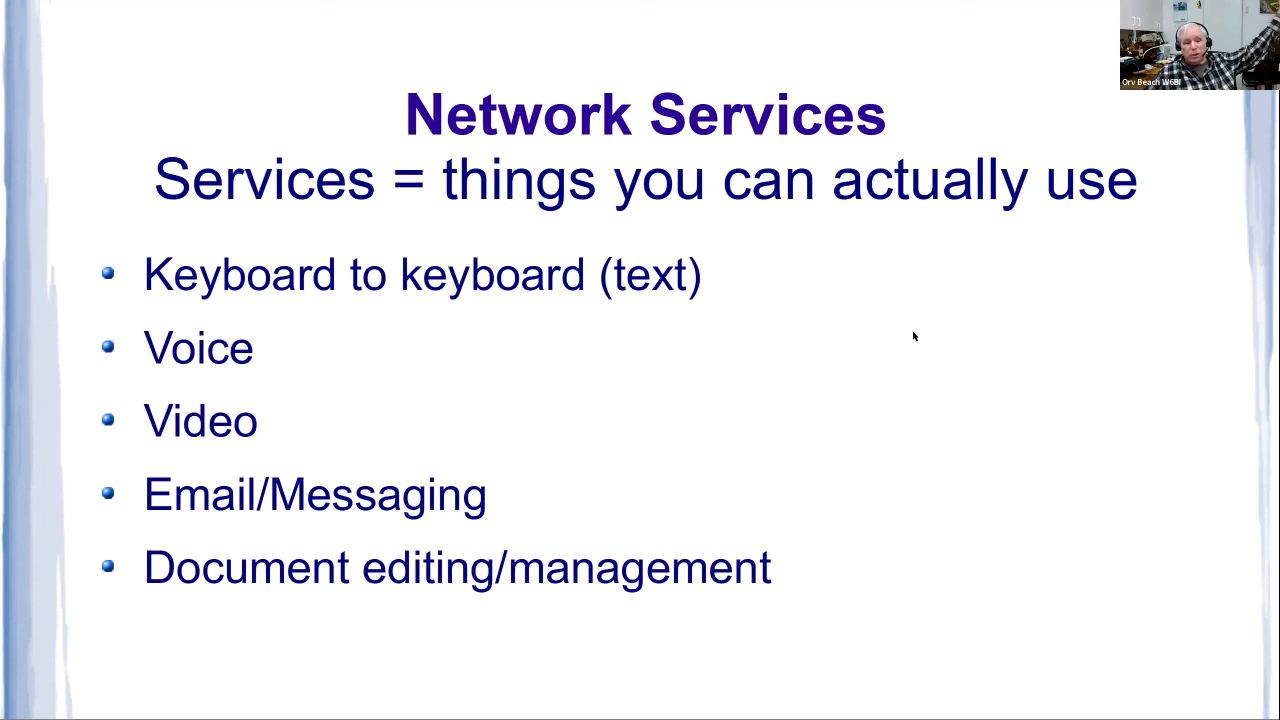 Orv Beach W6BI
Network Services
Services = things you can actually use
Keyboard to keyboard (text)
Voice
Video
Email/Messaging
Document editing/management